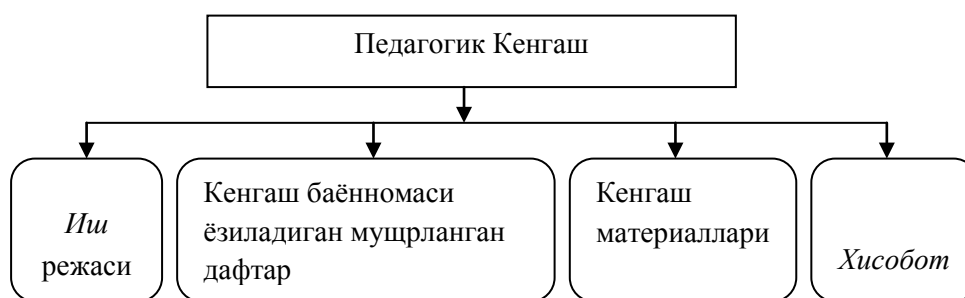 Педагогик Кенгаш
Иш
режаси
Кенгаш баённомаси
ёзиладиган мущрланган
дафтар
Кенгаш
материаллари
Хисобот